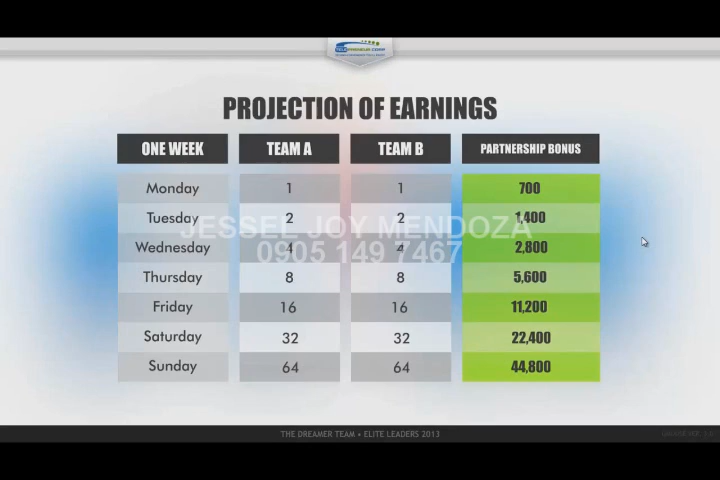 PROJECTION OF EARNINGS
ONE WEEK TEAM A TEAM B PARTNERSHIP BONUS
Monday 1 1 700
Tuesday 2 2 1,400
JESSEL JOY MENDOZA
Wednesday 4 4 2,800
0905 149 7467
Thursday 8 8 5,600
Friday 16 16 11,200
Saturday 32 32 22,400
Sunday 64 64 44,800
THE DREAMER TEAM • ELITE LEADERS 2013